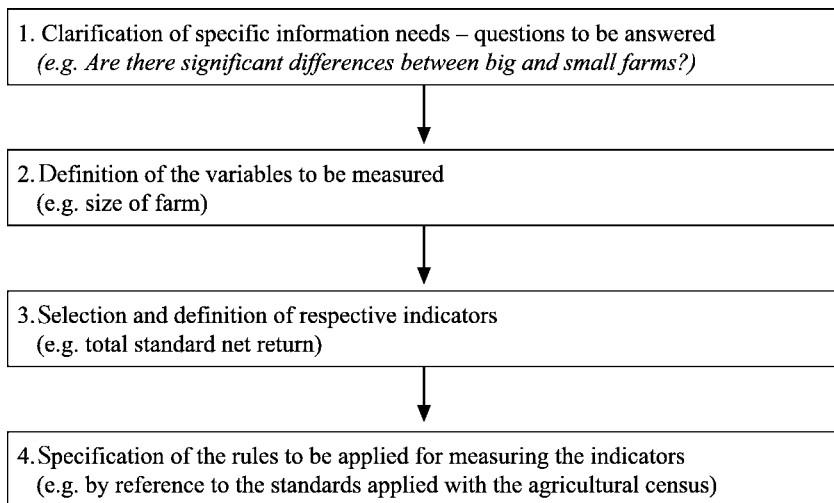 1. Clarification of specific information needs – questions to be answered
(e.g. Are there significant differences between big and small farms?)
2. Definition of the variables to be measured
(e.g. size of farm)
3. Selection and definition of respective indicators
(e.g. total standard net return)
4. Specification of the rules to be applied for measuring the indicators
(e.g. by reference to the standards applied with the agricultural census)